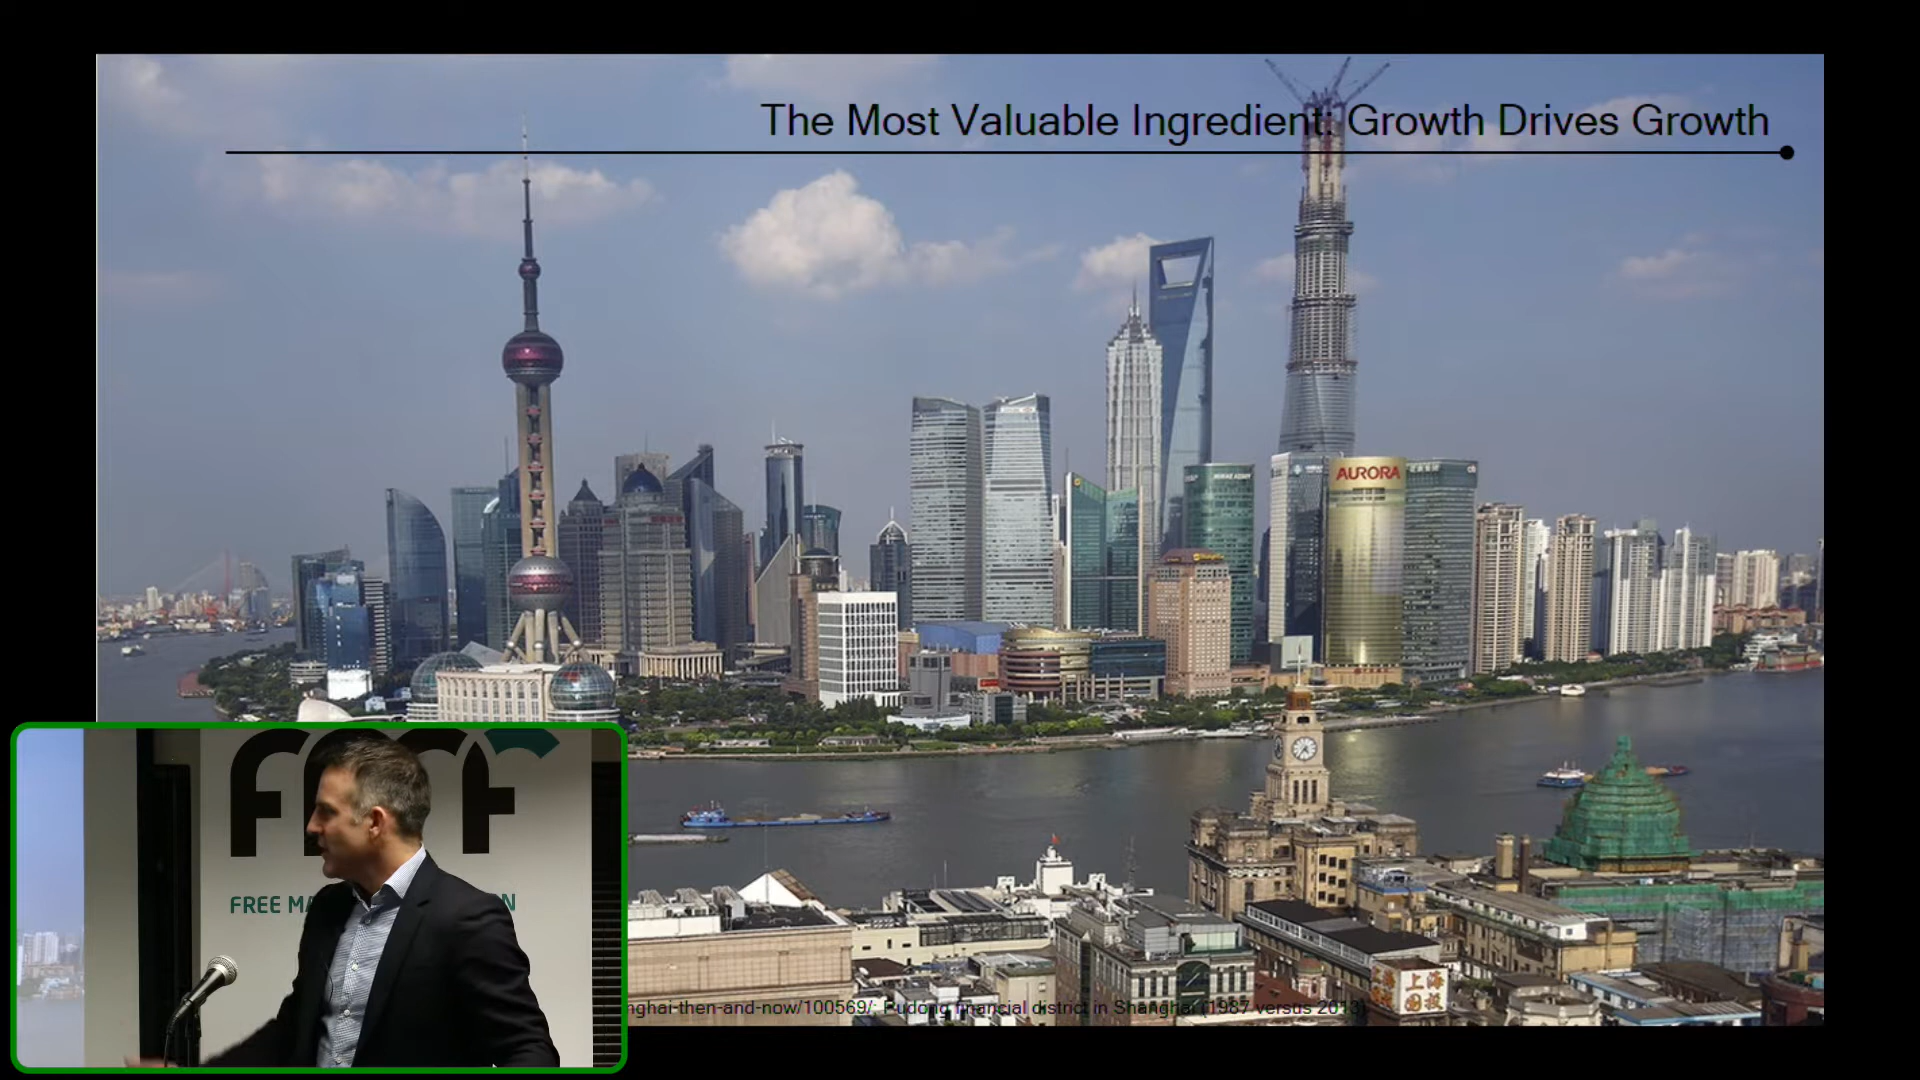 The Most Valuable Ingredient: Growth Drives Growth
AURORA
上海
FREE MA
N
nghai-then-and-now/100569/: Pudong financial district in Shanghai (1987 versus 2013)